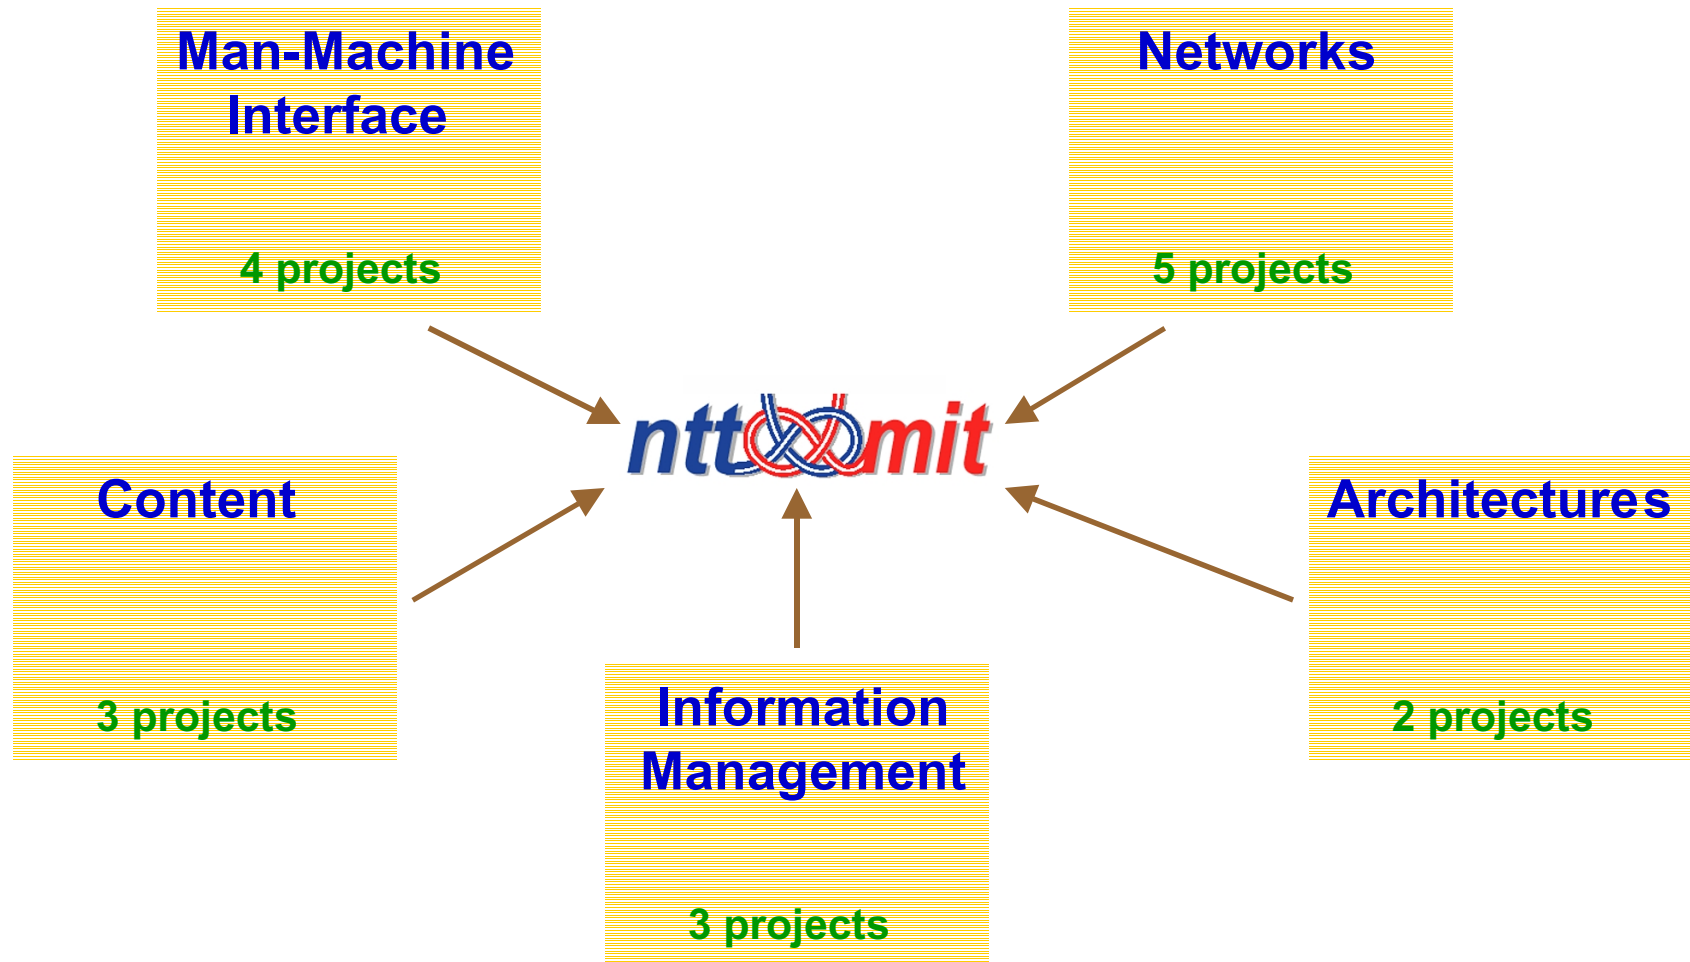 Man-Machine
Interface
4 projects
Networks
5 projects
ntt mit
Content
3 projects
Architectures
2 projects
Information
Management
3 projects